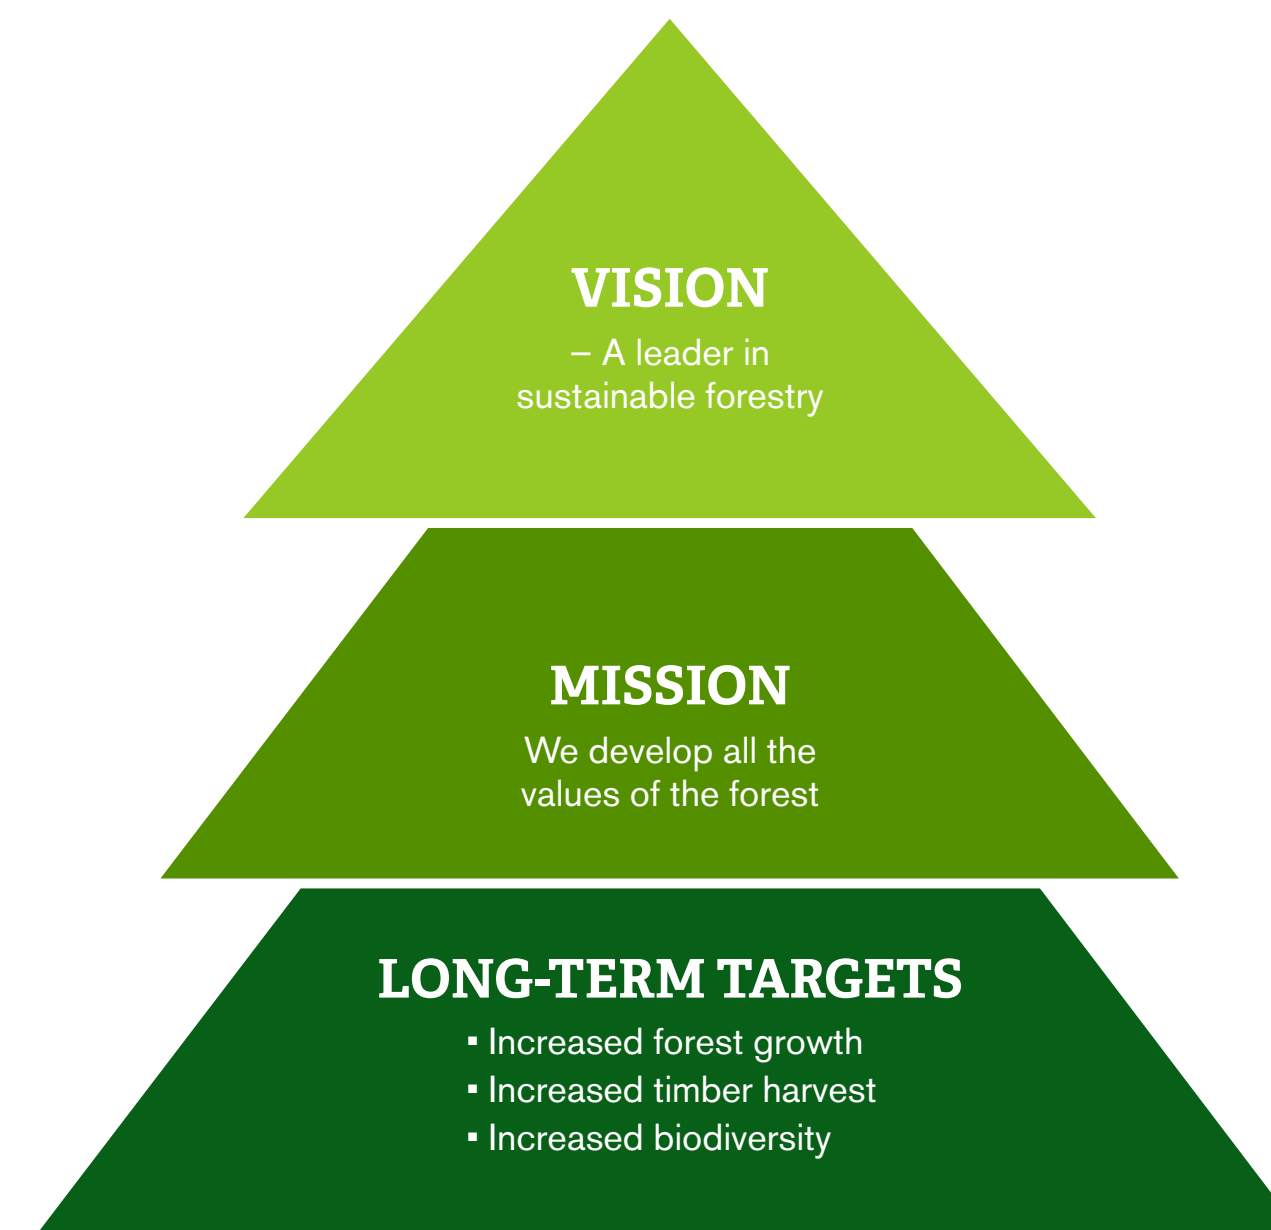 VISION
– A leader in
sustainable forestry
MISSION
We develop all the
values of the forest
LONG-TERM TARGETS
▪ Increased forest growth
▪ Increased timber harvest
▪ Increased biodiversity